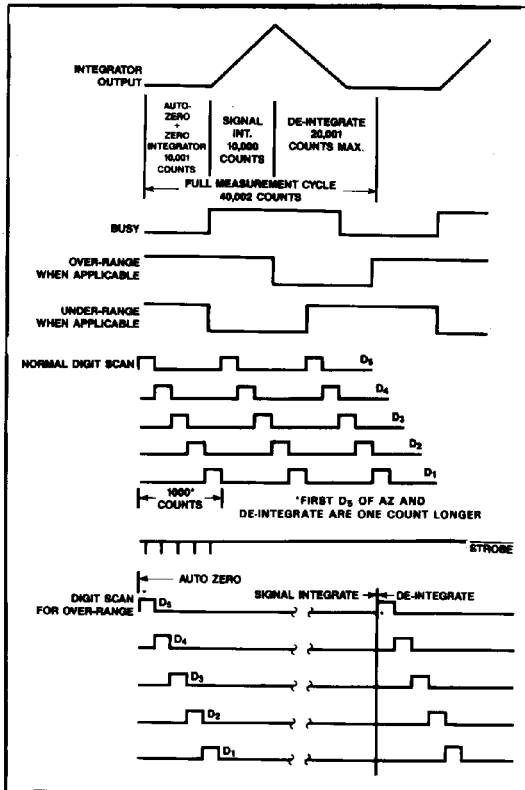 INTEGRATOR
OUTPUT
AUTO-
ZERO
+
ZERO
INTEGRATOR
10,001
COUNTS
SIGNAL
INT.
10,000
COUNTS
DE-INTEGRATE
20,001
COUNTS MAX.
FULL MEASUREMENT CYCLE
40,002 COUNTS
BUSY
OVER-RANGE
WHEN APPLICABLE
UNDER-RANGE
WHEN APPLICABLE
NORMAL DIGIT SCAN
D5
D4
D3
D2
D1
1000*
COUNTS
*FIRST D5 OF AZ AND
DE-INTEGRATE ARE ONE COUNT LONGER
STROBE
AUTO ZERO
SIGNAL INTEGRATE
DE-INTEGRATE
DIGIT SCAN
FOR OVER-RANGE
*
D5
*
D4
D3
D2
D1